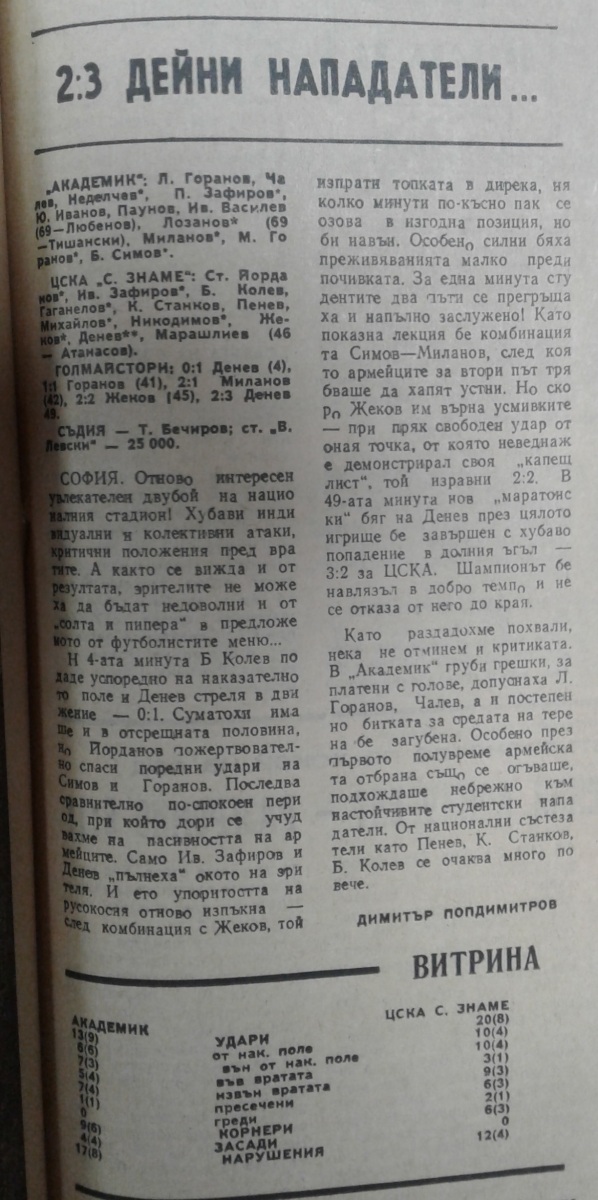 2:3 ДЕЙНИ НАПАДАТЕЛИ...
„АКАДЕМИК“: Л. Горанов, Ча
лев, Неделчев*, П. Зафиров*,
Ю. Иванов, Паунов, Ив. Василев
(69—Любенов), Лозанов* (69
—Тишански), Миланов*, М. Го
ранов*, Б. Симов*.
ЦСКА „С. ЗНАМЕ“: Ст. Йорда
нов*, Ив. Зафиров*, Б. Колев,
Гаганелов*, К. Станков, Пенев,
Михайлов*, Никодимов*, Же-
ков*, Денев**, Марашлиев (46
— Атанасов).
ГОЛМАЙСТОРИ: 0:1 Денев (4),
1:1 Горанов (41), 2:1 Миланов
(42), 2:2 Жеков (45), 2:3 Денев
49.
СЪДИЯ — Т. Бечиров; ст. „В.
Левски“ — 25 000.
СОФИЯ. Отново интересен
увлекателен двубой на нацио
налния стадион! Хубави инди
видуални и колективни атаки,
критични положения пред вра
тите. А както се вижда и от
резултата, зрителите не може
ха да бъдат недоволни и от
„солта и пипера“ в предложе
ното от футболистите меню...
Н 4-ата минута Б Колев по
даде успоредно на наказателно
то поле и Денев стреля в дви
жение — 0:1. Суматохи има
ше и в отсрещната половина,
но Йорданов пожертвовател-
но спаси поредни удари на
Симов и Горанов. Последва
сравнително по-спокоен пери
од, при който дори се учуд
вахме на пасивността на ар
мейците. Само Ив. Зафиров и
Денев „пълнеха“ окото на зри
теля. И ето упоритостта на
русокосия отново изпъкна —
след комбинация с Жеков, той
изпрати топката в дирека, ня
колко минути по-късно пак се
озова в изгодна позиция, но
би навън. Особено силни бяха
преживяванията малко преди
почивката. За една минута сту
дентите два пъти се прегръща
ха и напълно заслужено! Като
показна лекция бе комбинация
та Симов—Миланов, след коя
то армейците за втори път тря
бваше да хапят устни. Но ско
ро Жеков им върна усмивките
— при пряк свободен удар от
оная точка, от която неведнаж
е демонстрирал своя „капещ
лист“, той изравни 2:2. В
49-ата минута нов „маратонс
ки“ бяг на Денев през цялото
игрище бе завършен с хубаво
попадение в долния ъгъл —
3:2 за ЦСКА. Шампионът бе
навлязъл в добро темпо и не
се отказа от него до края.
Като раздадохме похвали,
нека не отминем и критиката.
В „Академик“ груби грешки, за
платени с голове, допуснаха Л.
Горанов, Чалев, а и постепен
но битката за средата на тере
на бе загубена. Особено през
първото полувреме армейска
та отбрана също се огъваше,
подхождаше небрежно към
настойчивите студентски напа
датели. От национални състеза
тели като Пенев, К. Станков,
Б. Колев се очаква много по
вече.
ДИМИТЪР ПОПДИМИТРОВ
ВИТРИНА
АКАДЕМИК ЦСКА С. ЗНАМЕ
13(9) УДАРИ 20(8)
6(6) от нак. поле 10(4)
7(3) вън от нак. поле 10(4)
5(4) във вратата 3(1)
7(4) извън вратата 9(3)
1(1) пресечени 6(3)
0 греди 2(1)
9(6) КОРНЕРИ 6(3)
4(4) ЗАСАДИ 0
17(8) НАРУШЕНИЯ 12(4)